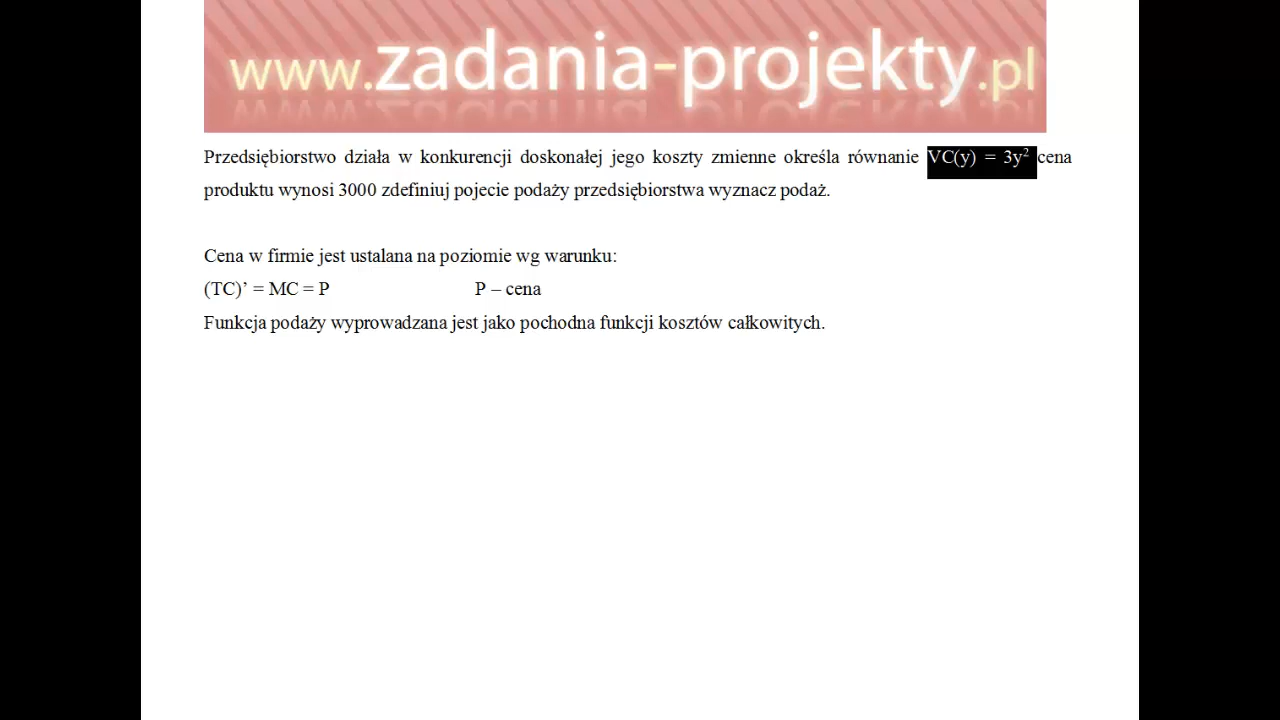 www.zadania-projekty.pl
Przedsiębiorstwo działa w konkurencji doskonałej jego koszty zmienne określa równanie VC(y) = 3y² cena
produktu wynosi 3000 zdefiniuj pojecie podaży przedsiębiorstwa wyznacz podaż.
Cena w firmie jest ustalana na poziomie wg warunku:
(TC)’ = MC = P P – cena
Funkcja podaży wyprowadzana jest jako pochodna funkcji kosztów całkowitych.